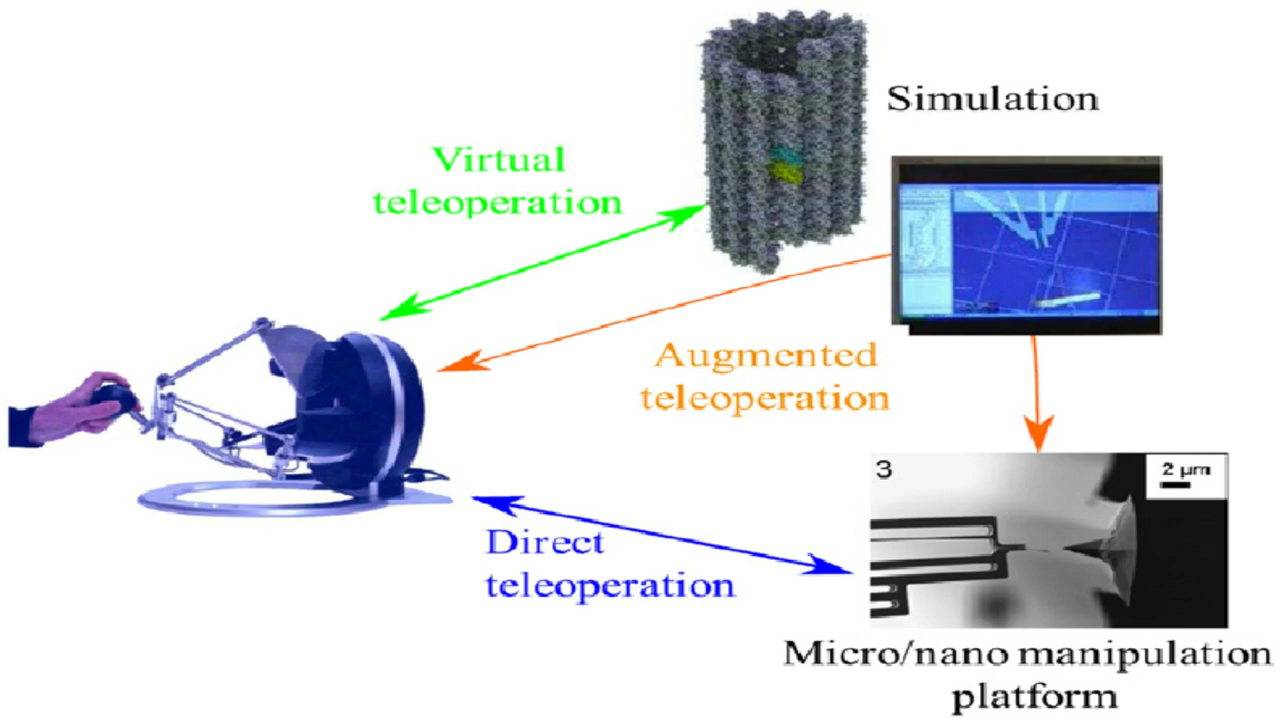 Simulation
Virtual
teleoperation
Augmented
teleoperation
3
2 µm
Direct
teleoperation
Micro/nano manipulation
platform